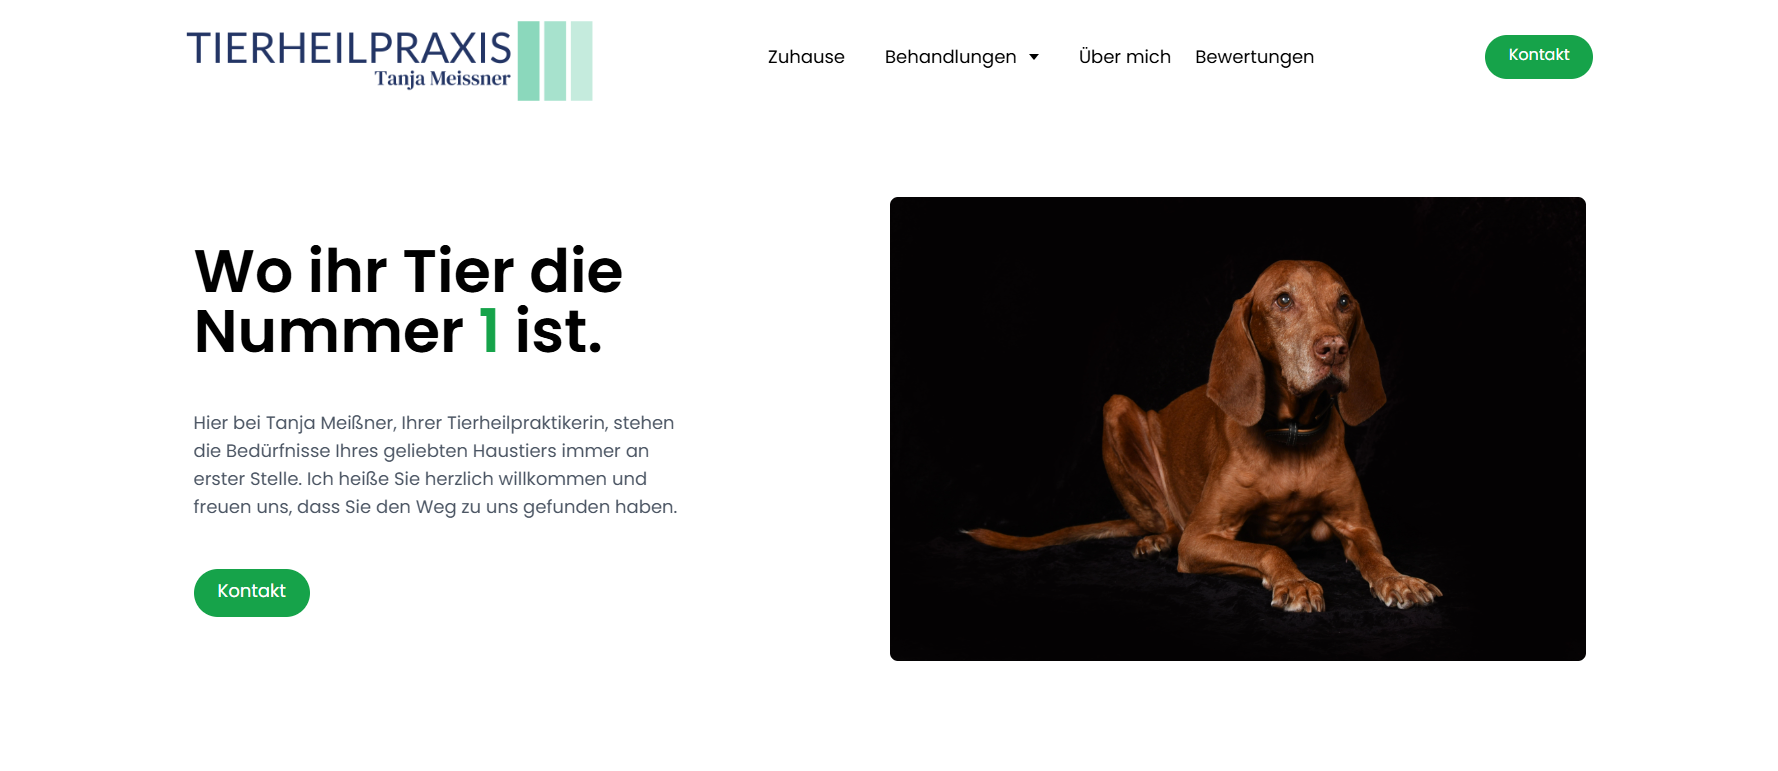 TIERHEILPRAXIS
Tanja Meissner
Zuhause Behandlungen Über mich Bewertungen Kontakt
Wo ihr Tier die
Nummer 1 ist.
Hier bei Tanja Meißner, Ihrer Tierheilpraktikerin, stehen
die Bedürfnisse Ihres geliebten Haustiers immer an
erster Stelle. Ich heiße Sie herzlich willkommen und
freuen uns, dass Sie den Weg zu uns gefunden haben.
Kontakt